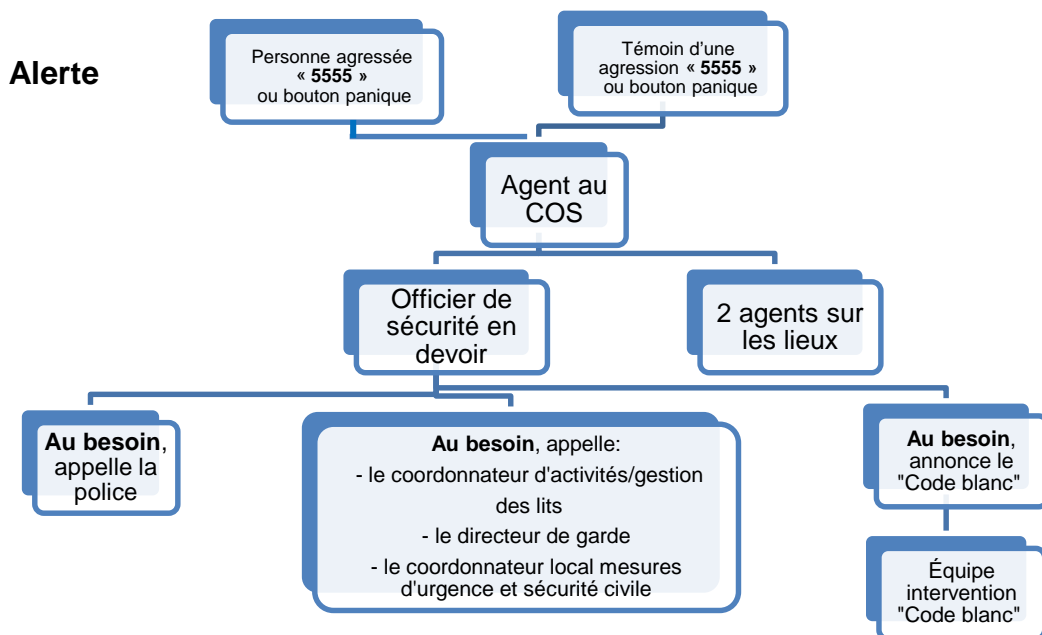 Alerte
Personne agressée
« 5555 »
ou bouton panique
Témoin d'une
agression « 5555 »
ou bouton panique
Agent au
COS
Officier de
sécurité en
devoir
2 agents sur
les lieux
Au besoin,
appelle la
police
Au besoin, appelle:
- le coordonnateur d'activités/gestion
des lits
- le directeur de garde
- le coordonnateur local mesures
d'urgence et sécurité civile
Au besoin,
annonce le
"Code blanc"
Équipe
intervention
"Code blanc"